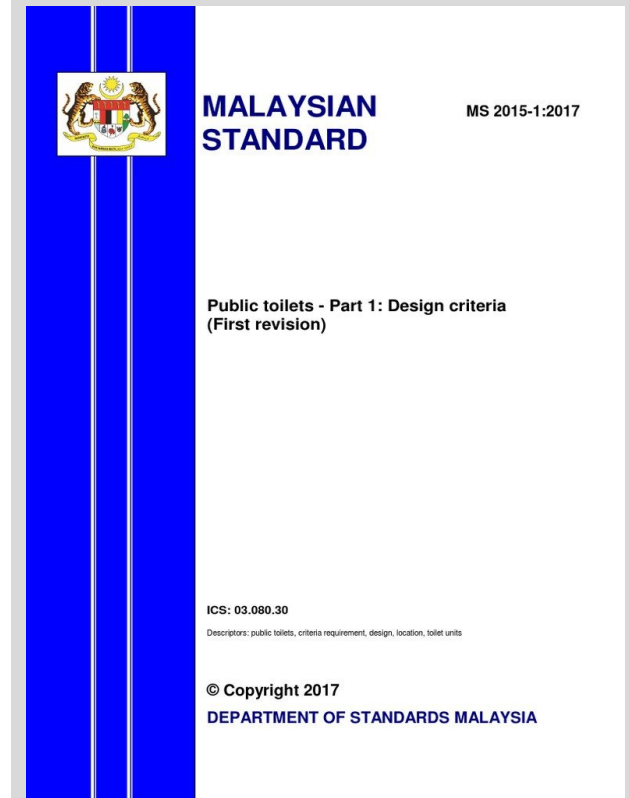 MALAYSIAN
STANDARD
MS 2015-1:2017
Public toilets - Part 1: Design criteria
(First revision)
ICS: 03.080.30
Descriptors: public toilets, criteria requirement, design, location, toilet units
© Copyright 2017
DEPARTMENT OF STANDARDS MALAYSIA